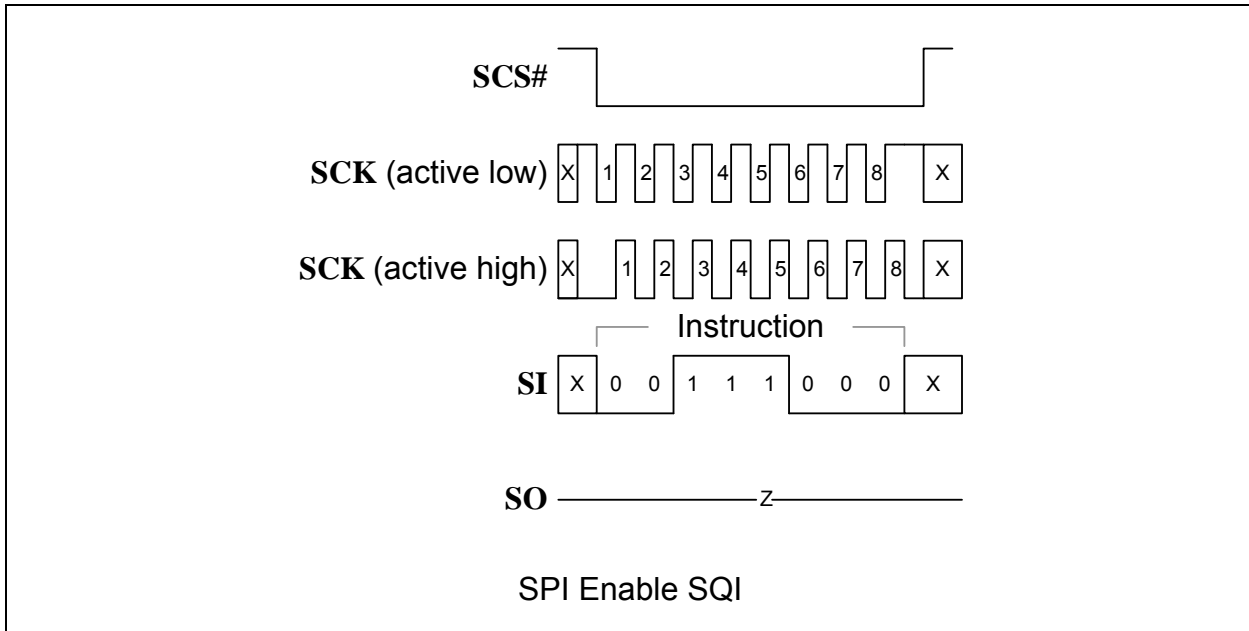 SCS#
SCK (active low) X 1 2 3 4 5 6 7 8 X
SCK (active high) X 1 2 3 4 5 6 7 8 X
Instruction
SI X 0 0 1 1 1 0 0 0 X
SO Z
SPI Enable SQI